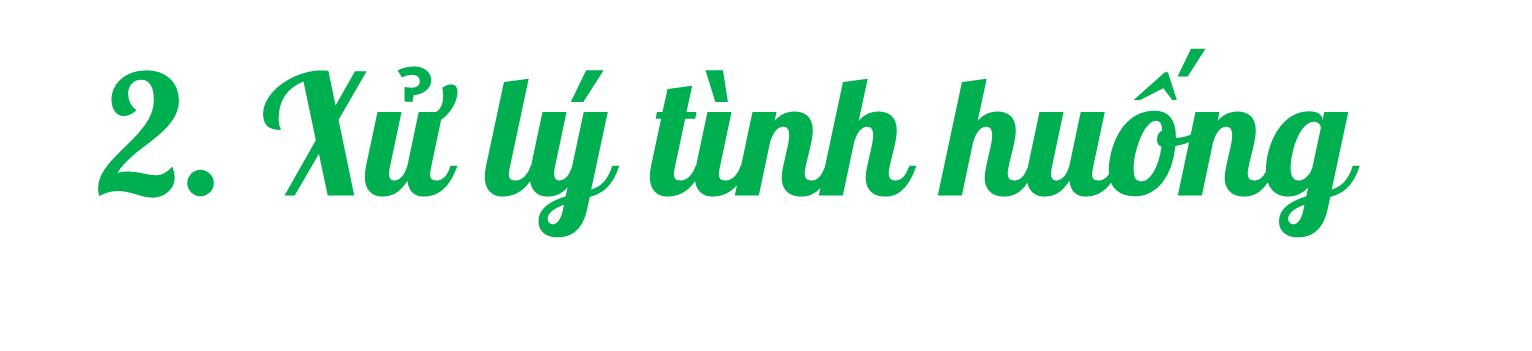 2. Xử lý tình huống